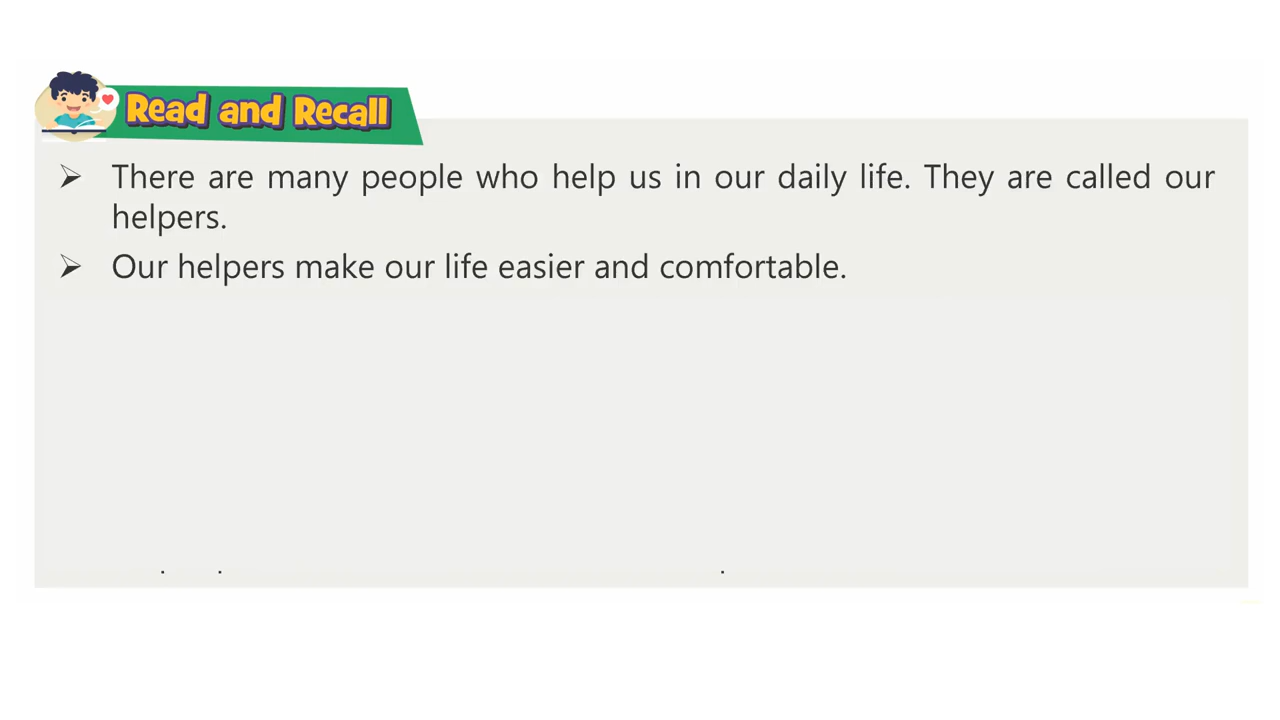 Read and Recall
There are many people who help us in our daily life. They are called our
helpers.
Our helpers make our life easier and comfortable.